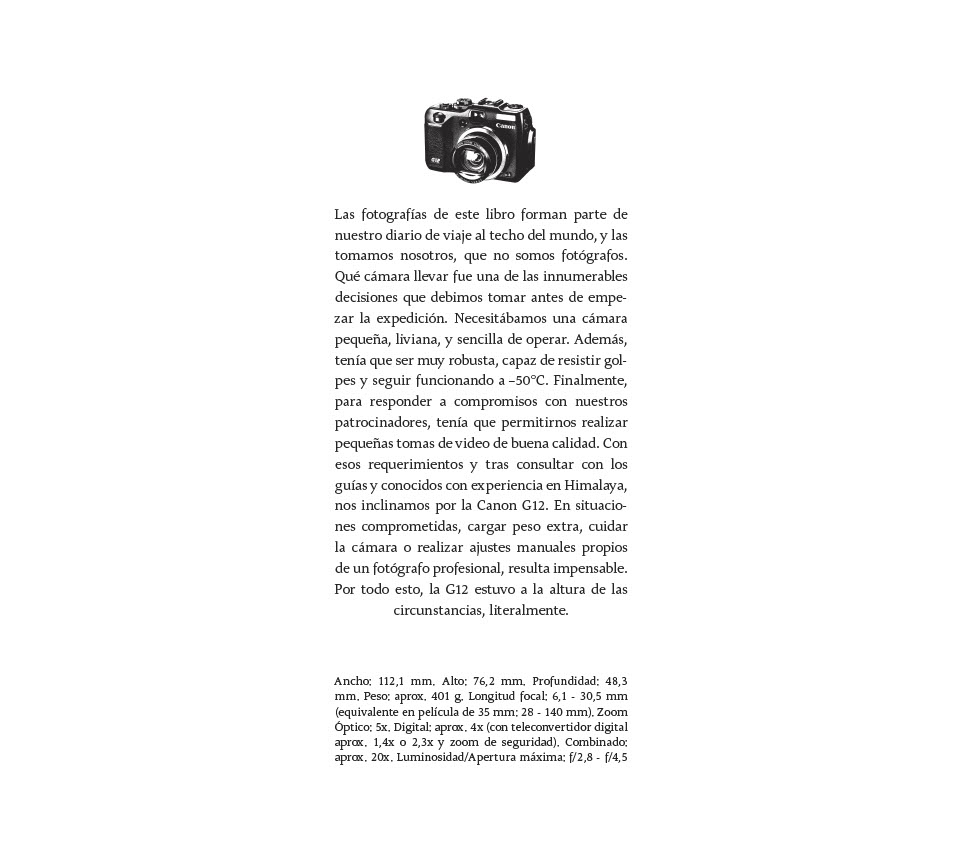 Canon
G12
Las fotografías de este libro forman parte de
nuestro diario de viaje al techo del mundo, y las
tomamos nosotros, que no somos fotógrafos.
Qué cámara llevar fue una de las innumerables
decisiones que debimos tomar antes de empe-
zar la expedición. Necesitábamos una cámara
pequeña, liviana, y sencilla de operar. Además,
tenía que ser muy robusta, capaz de resistir gol-
pes y seguir funcionando a –50°C. Finalmente,
para responder a compromisos con nuestros
patrocinadores, tenía que permitirnos realizar
pequeñas tomas de video de buena calidad. Con
esos requerimientos y tras consultar con los
guías y conocidos con experiencia en Himalaya,
nos inclinamos por la Canon G12. En situacio-
nes comprometidas, cargar peso extra, cuidar
la cámara o realizar ajustes manuales propios
de un fotógrafo profesional, resulta impensable.
Por todo esto, la G12 estuvo a la altura de las
circunstancias, literalmente.
Ancho: 112,1 mm. Alto: 76,2 mm. Profundidad: 48,3
mm. Peso: aprox. 401 g. Longitud focal: 6,1 - 30,5 mm
(equivalente en película de 35 mm: 28 - 140 mm). Zoom
Óptico: 5x. Digital: aprox. 4x (con teleconvertidor digital
aprox. 1,4x o 2,3x y zoom de seguridad). Combinado:
aprox. 20x. Luminosidad/Apertura máxima: f/2,8 - f/4,5